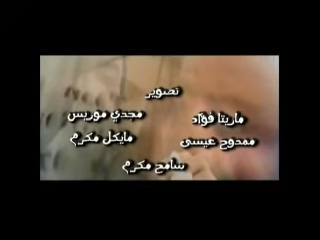 تصوير
ماريتا فؤاد مجدي موريس
ممدوح عيسى مايكل مكرم
سامح مكرم